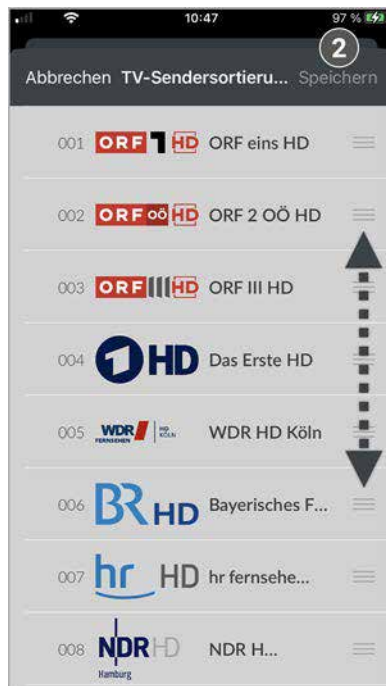 10:47 97 %
2
Abbrechen TV-Sendersortieru... Speichern
001 ORF 1 HD ORF eins HD
002 ORF oö HD ORF 2 OÖ HD
003 ORF III HD ORF III HD
004 1 HD Das Erste HD
005 WDR FERNSEHEN HD KÖLN WDR HD Köln
006 BR HD Bayerisches F...
007 hr HD hr fernsehe...
008 NDR HD Hamburg NDR H...